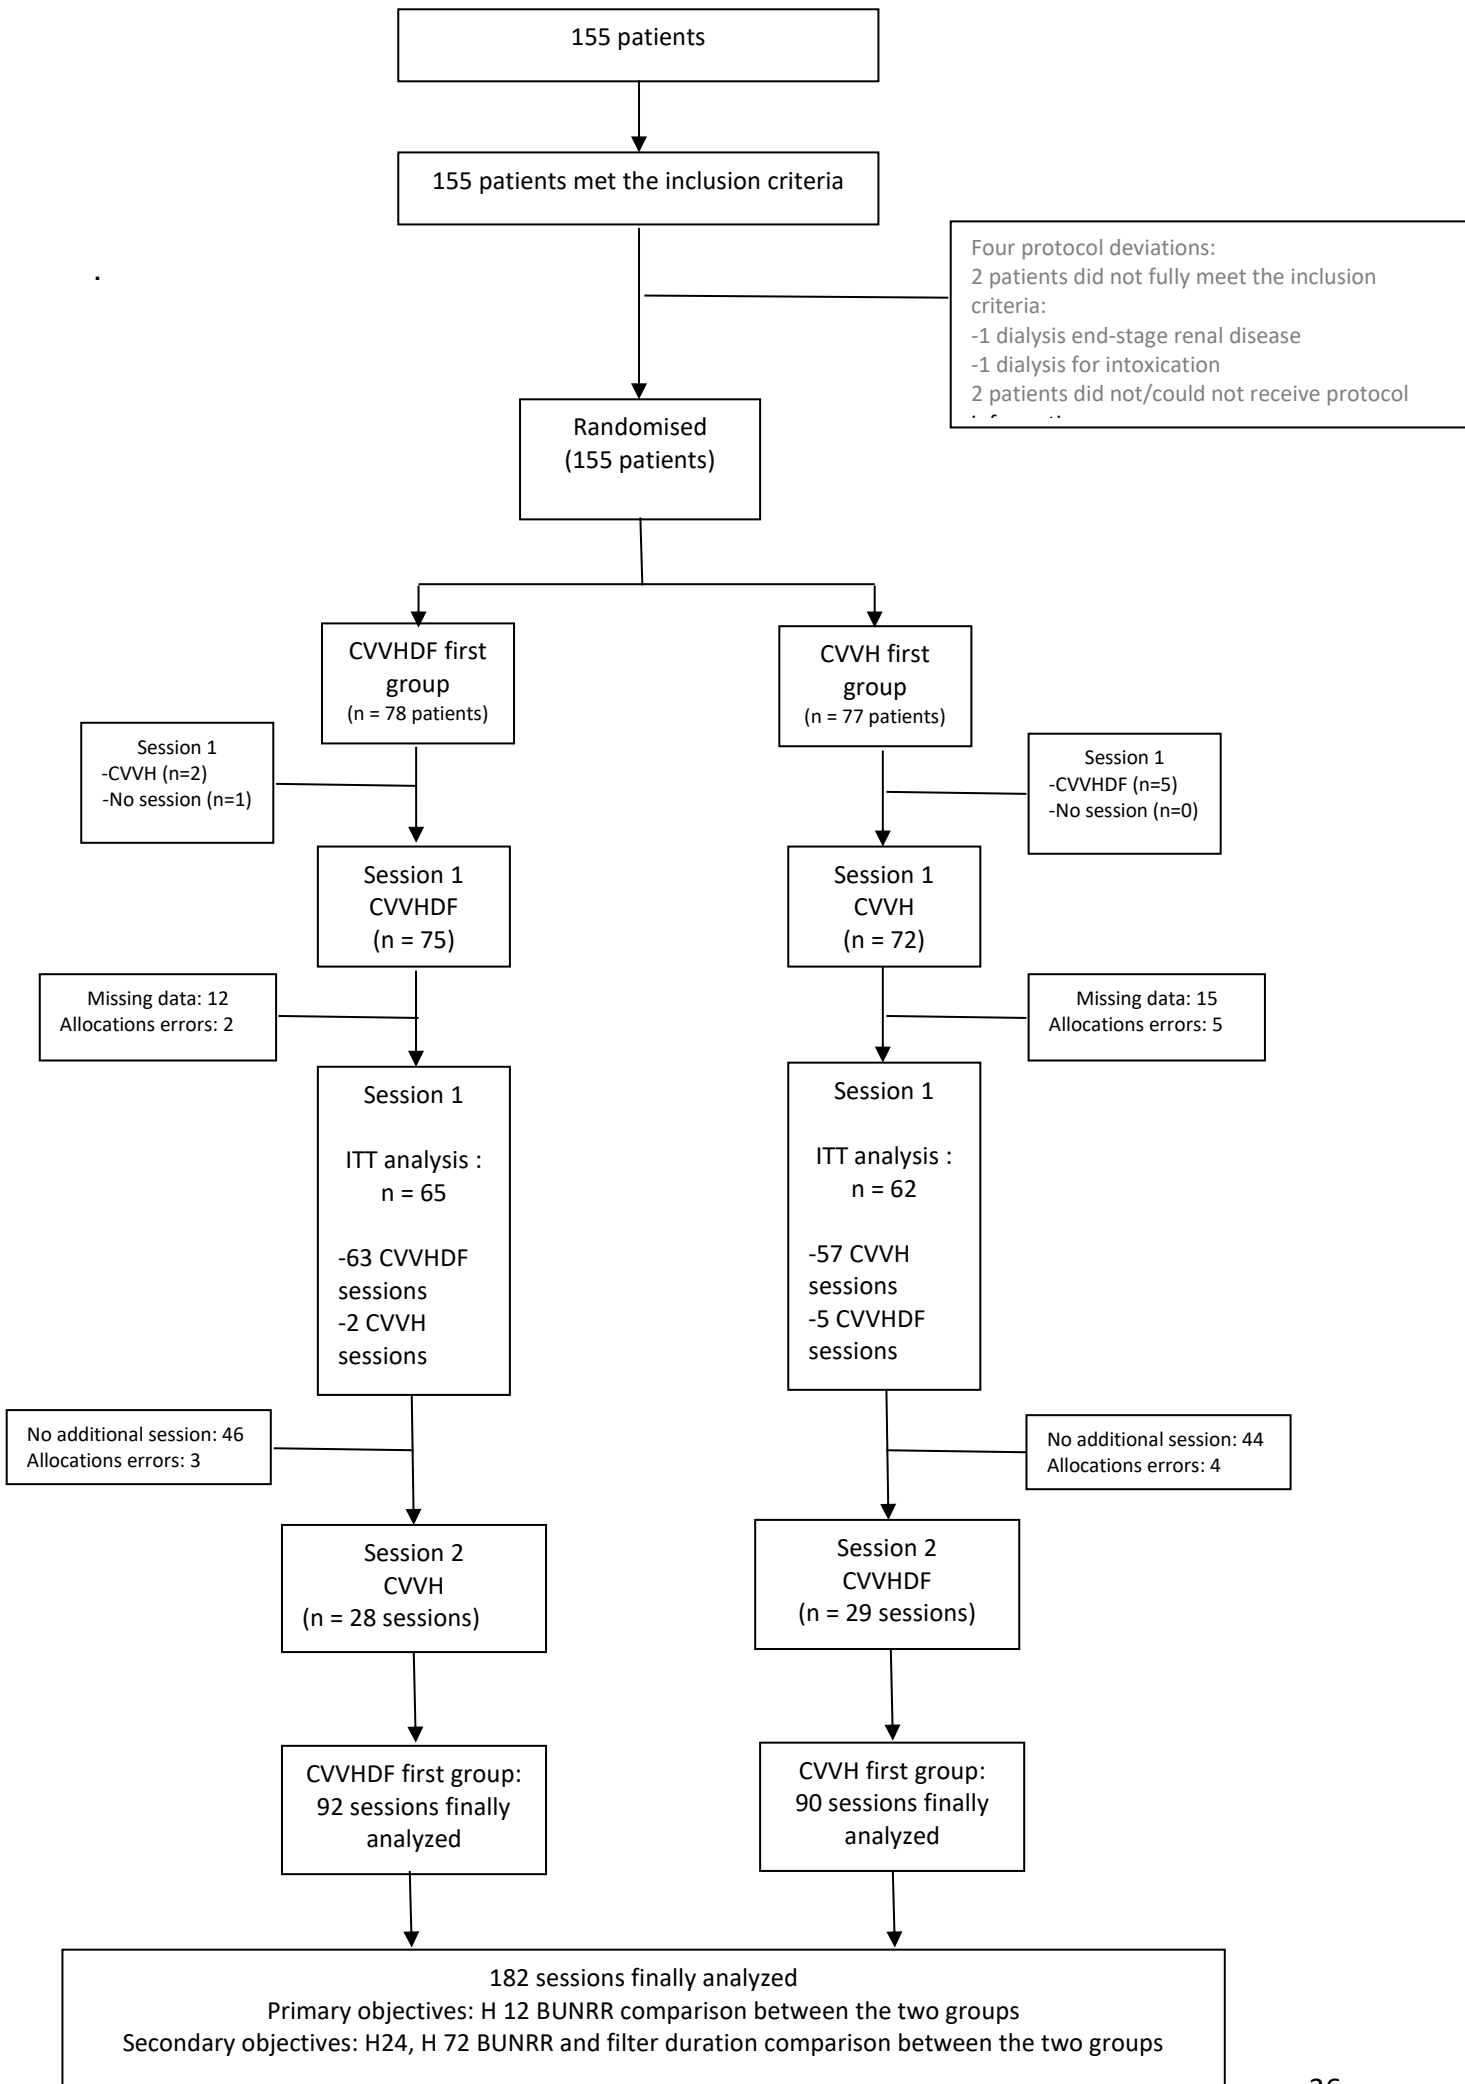 155 patients
155 patients met the inclusion criteria
Four protocol deviations:
2 patients did not fully meet the inclusion
criteria:
-1 dialysis end-stage renal disease
-1 dialysis for intoxication
2 patients did not/could not receive protocol
.
Randomised
(155 patients)
CVVHDF first
group
(n = 78 patients)
CVVH first
group
(n = 77 patients)
Session 1
-CVVH (n=2)
-No session (n=1)
Session 1
-CVVHDF (n=5)
-No session (n=0)
Session 1
CVVHDF
(n = 75)
Session 1
CVVH
(n = 72)
Missing data: 12
Allocations errors: 2
Missing data: 15
Allocations errors: 5
Session 1
ITT analysis :
n = 65
-63 CVVHDF
sessions
-2 CVVH
sessions
Session 1
ITT analysis :
n = 62
-57 CVVH
sessions
-5 CVVHDF
sessions
No additional session: 46
Allocations errors: 3
No additional session: 44
Allocations errors: 4
Session 2
CVVH
(n = 28 sessions)
Session 2
CVVHDF
(n = 29 sessions)
CVVHDF first group:
92 sessions finally
analyzed
CVVH first group:
90 sessions finally
analyzed
182 sessions finally analyzed
Primary objectives: H 12 BUNRR comparison between the two groups
Secondary objectives: H24, H 72 BUNRR and filter duration comparison between the two groups